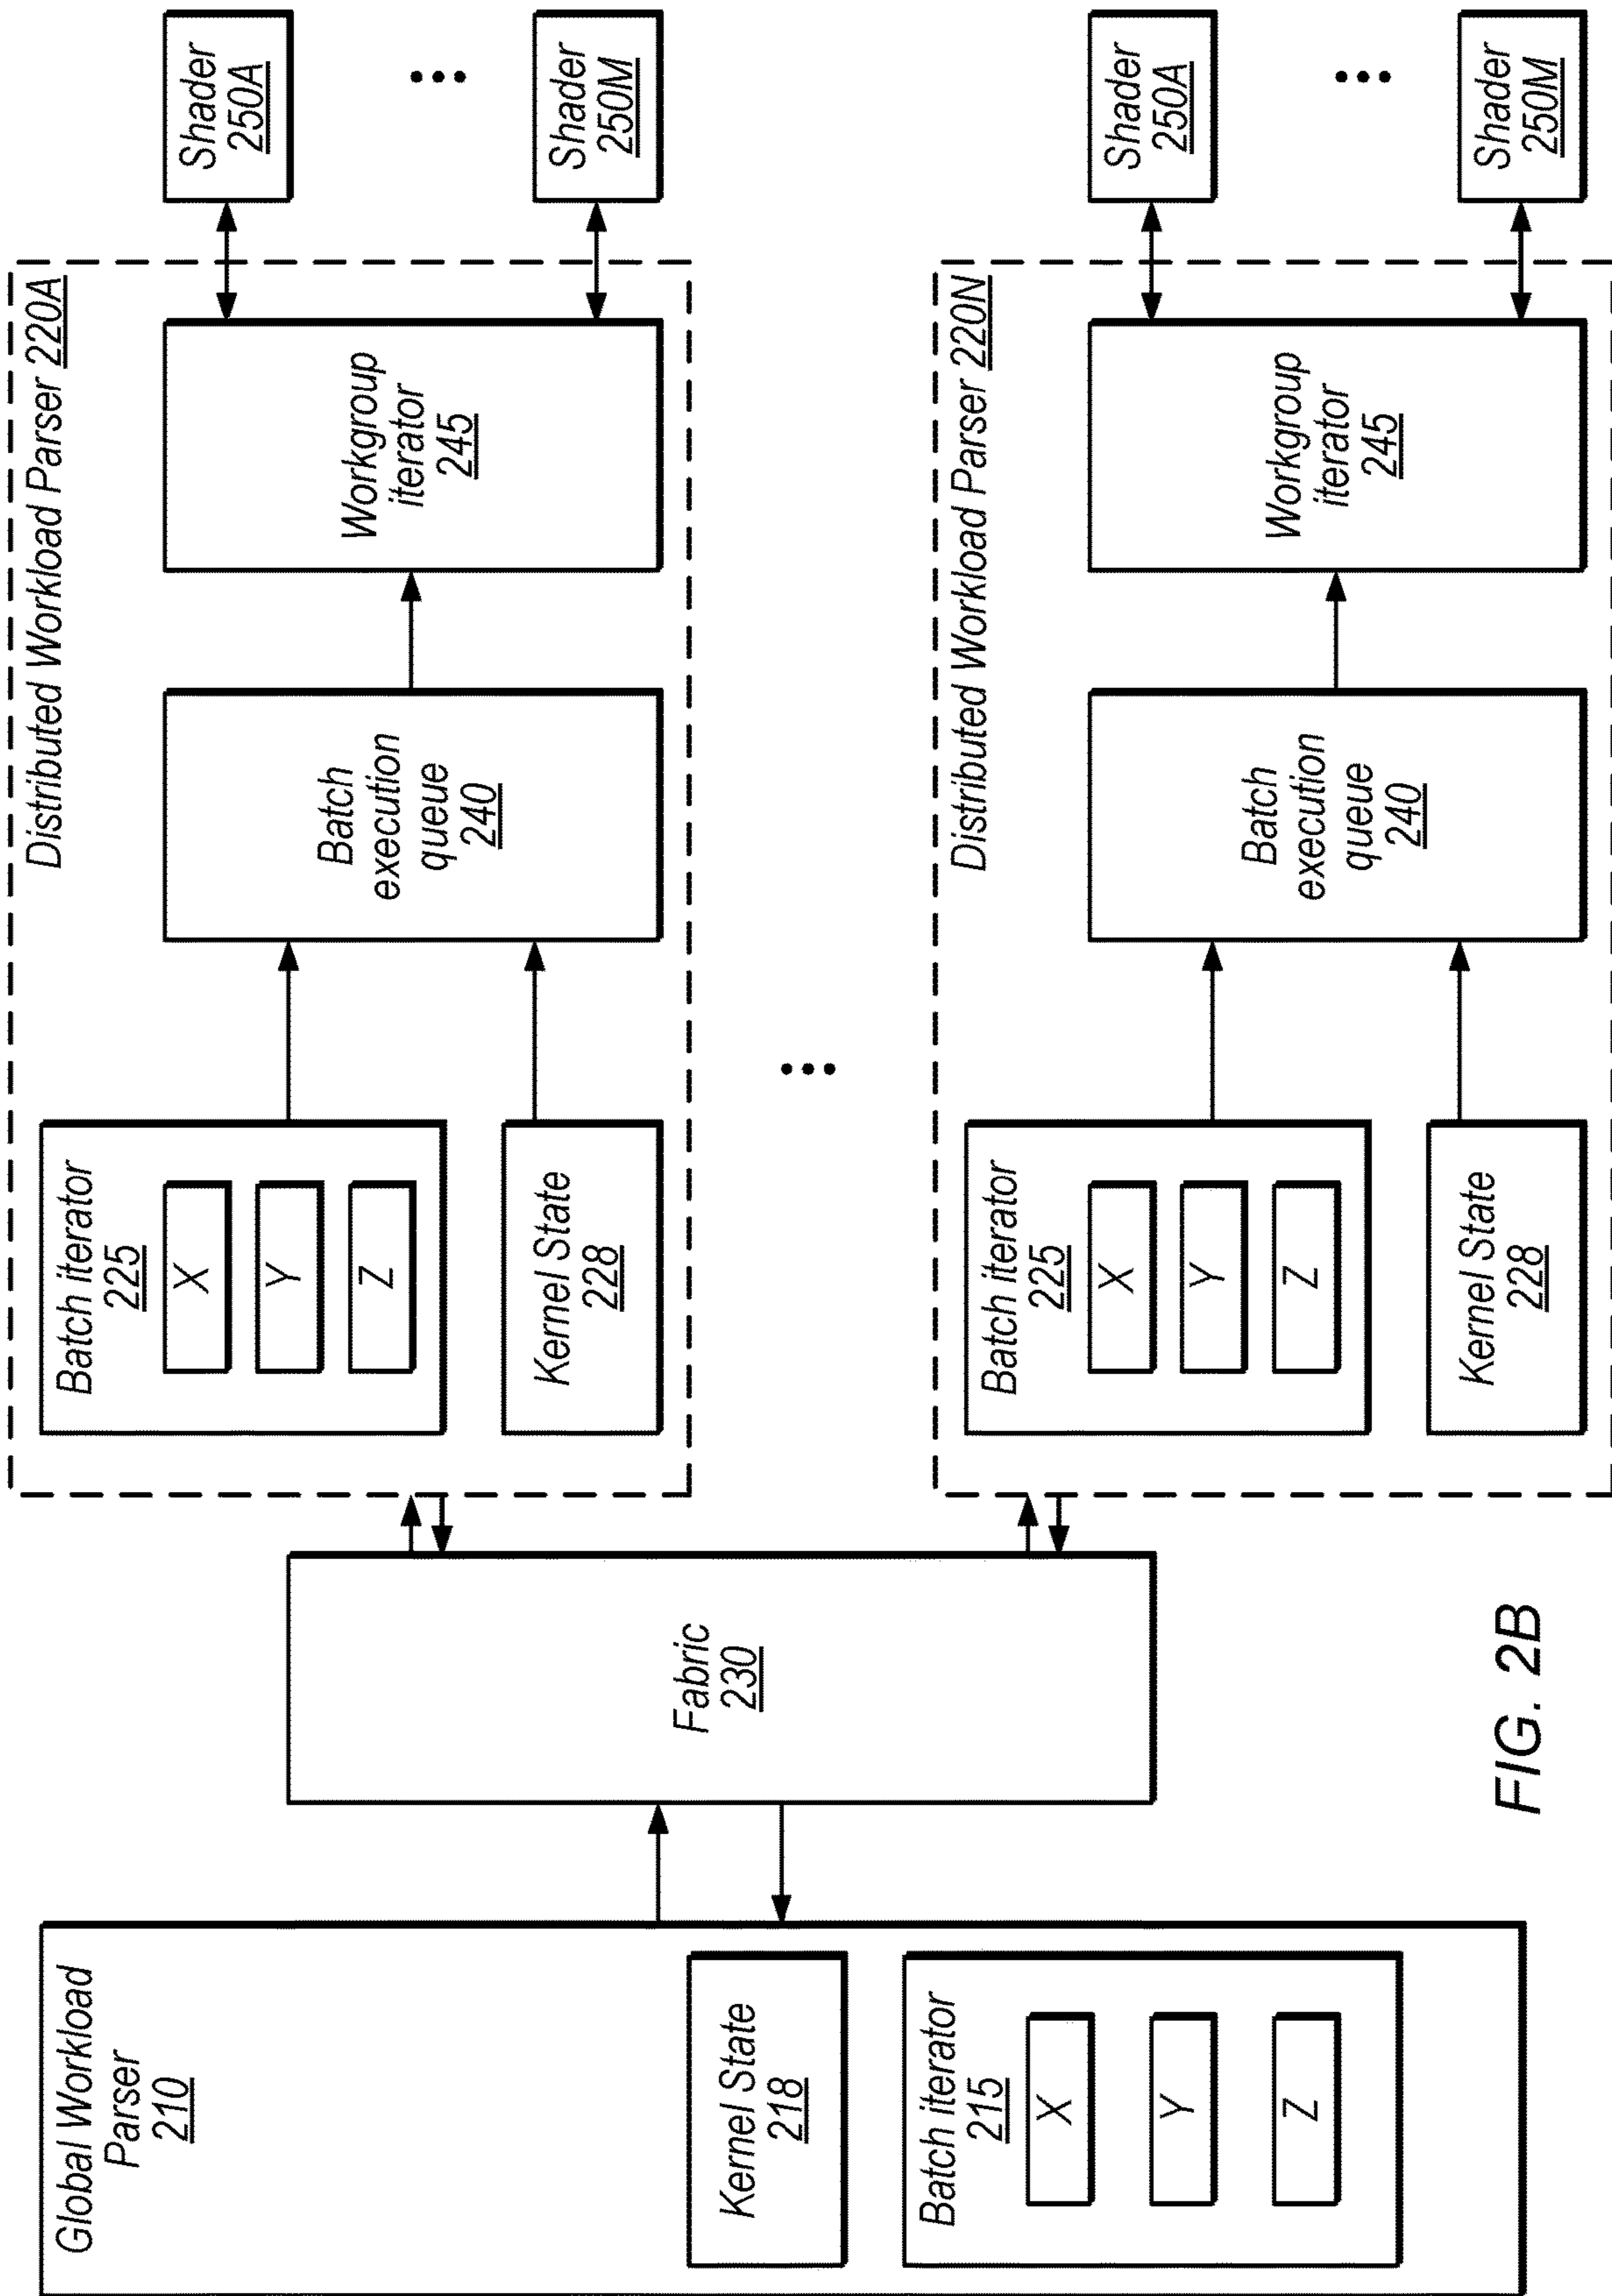 Global Workload
Parser
210
Kernel State
218
Batch iterator
215
X
Y
Z
Fabric
230
Distributed Workload Parser 220A
Batch iterator
225
X
Y
Z
Kernel State
228
Batch
execution
queue
240
Workgroup
iterator
245
Shader
250A
Shader
250M
Distributed Workload Parser 220N
Batch iterator
225
X
Y
Z
Kernel State
228
Batch
execution
queue
240
Workgroup
iterator
245
Shader
250A
Shader
250M
FIG. 2B